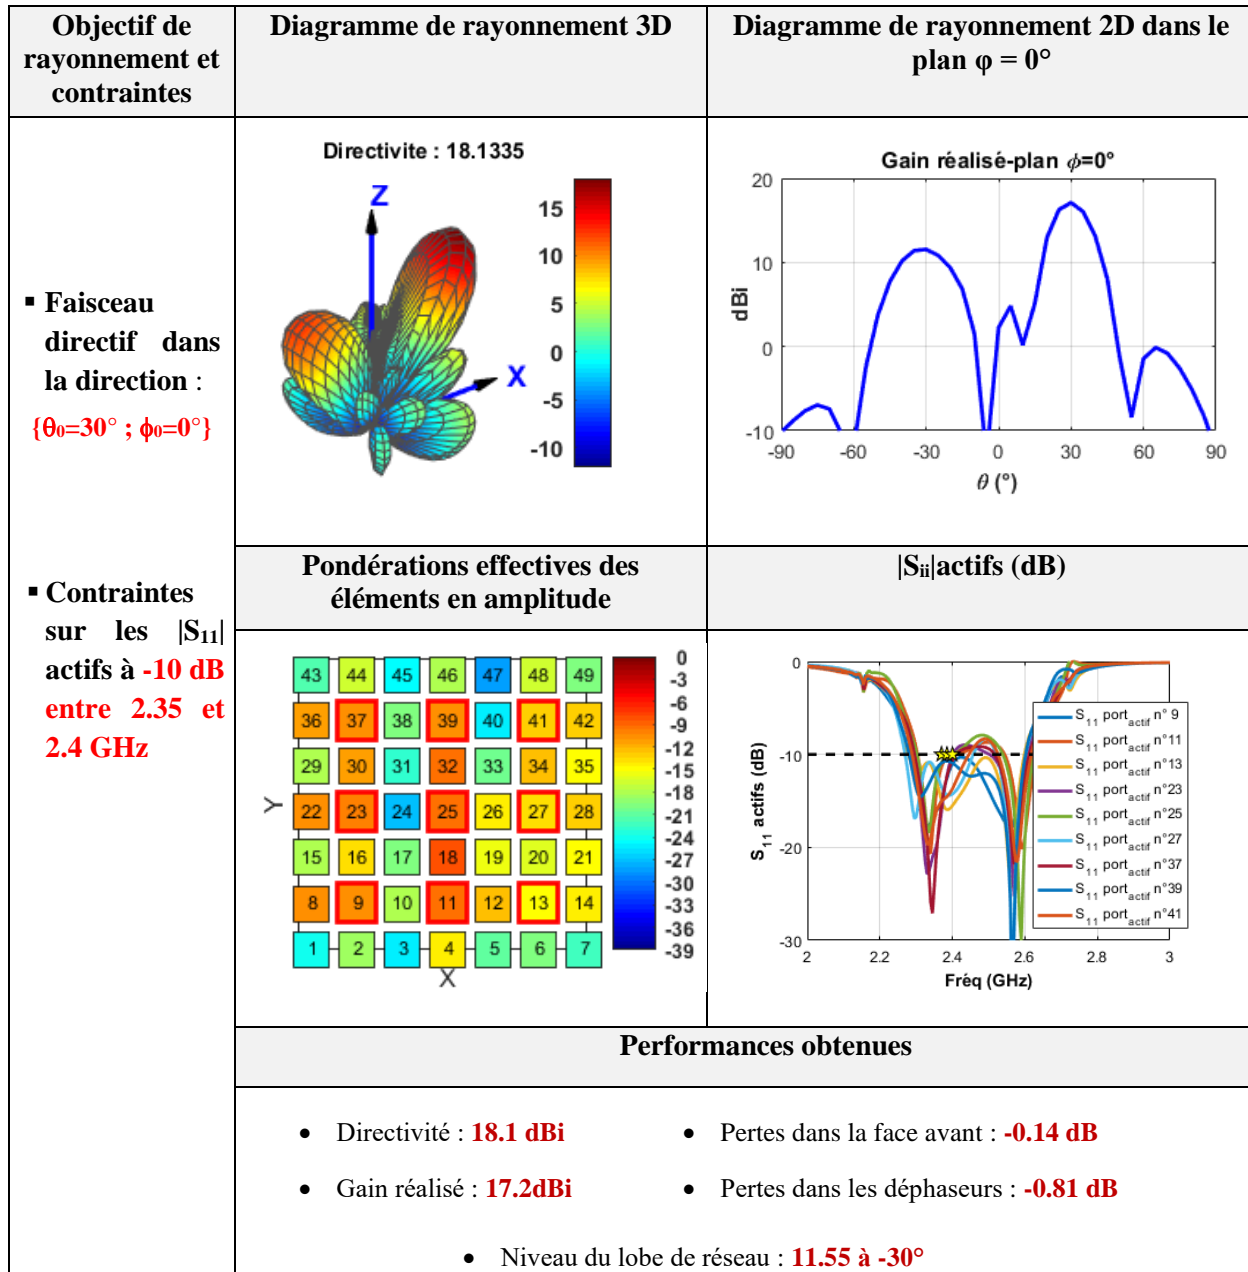 Objectif de
rayonnement et
contraintes
Diagramme de rayonnement 3D
Diagramme de rayonnement 2D dans le
plan φ = 0°
▪ Faisceau
directif dans
la direction :
{θ₀=30° ; ϕ₀=0°}
▪ Contraintes
sur les |S₁₁|
actifs à -10 dB
entre 2.35 et
2.4 GHz
Directivite : 18.1335
Z
X
15
10
5
0
-5
-10
Gain réalisé-plan ϕ=0°
20
10
0
-10
dBi
-90 -60 -30 0 30 60 90
θ (°)
Pondérations effectives des
éléments en amplitude
|Sᵢᵢ|actifs (dB)
43 44 45 46 47 48 49
36 37 38 39 40 41 42
29 30 31 32 33 34 35
22 23 24 25 26 27 28
15 16 17 18 19 20 21
8 9 10 11 12 13 14
1 2 3 4 5 6 7
Y
X
0
-3
-6
-9
-12
-15
-18
-21
-24
-27
-30
-33
-36
-39
0
-10
-20
-30
S₁₁ actifs (dB)
2 2.2 2.4 2.6 2.8 3
Fréq (GHz)
S₁₁ port actif n° 9
S₁₁ port actif n°11
S₁₁ port actif n°13
S₁₁ port actif n°23
S₁₁ port actif n°25
S₁₁ port actif n°27
S₁₁ port actif n°37
S₁₁ port actif n°39
S₁₁ port actif n°41
Performances obtenues
• Directivité : 18.1 dBi
• Pertes dans la face avant : -0.14 dB
• Gain réalisé : 17.2dBi
• Pertes dans les déphaseurs : -0.81 dB
• Niveau du lobe de réseau : 11.55 à -30°